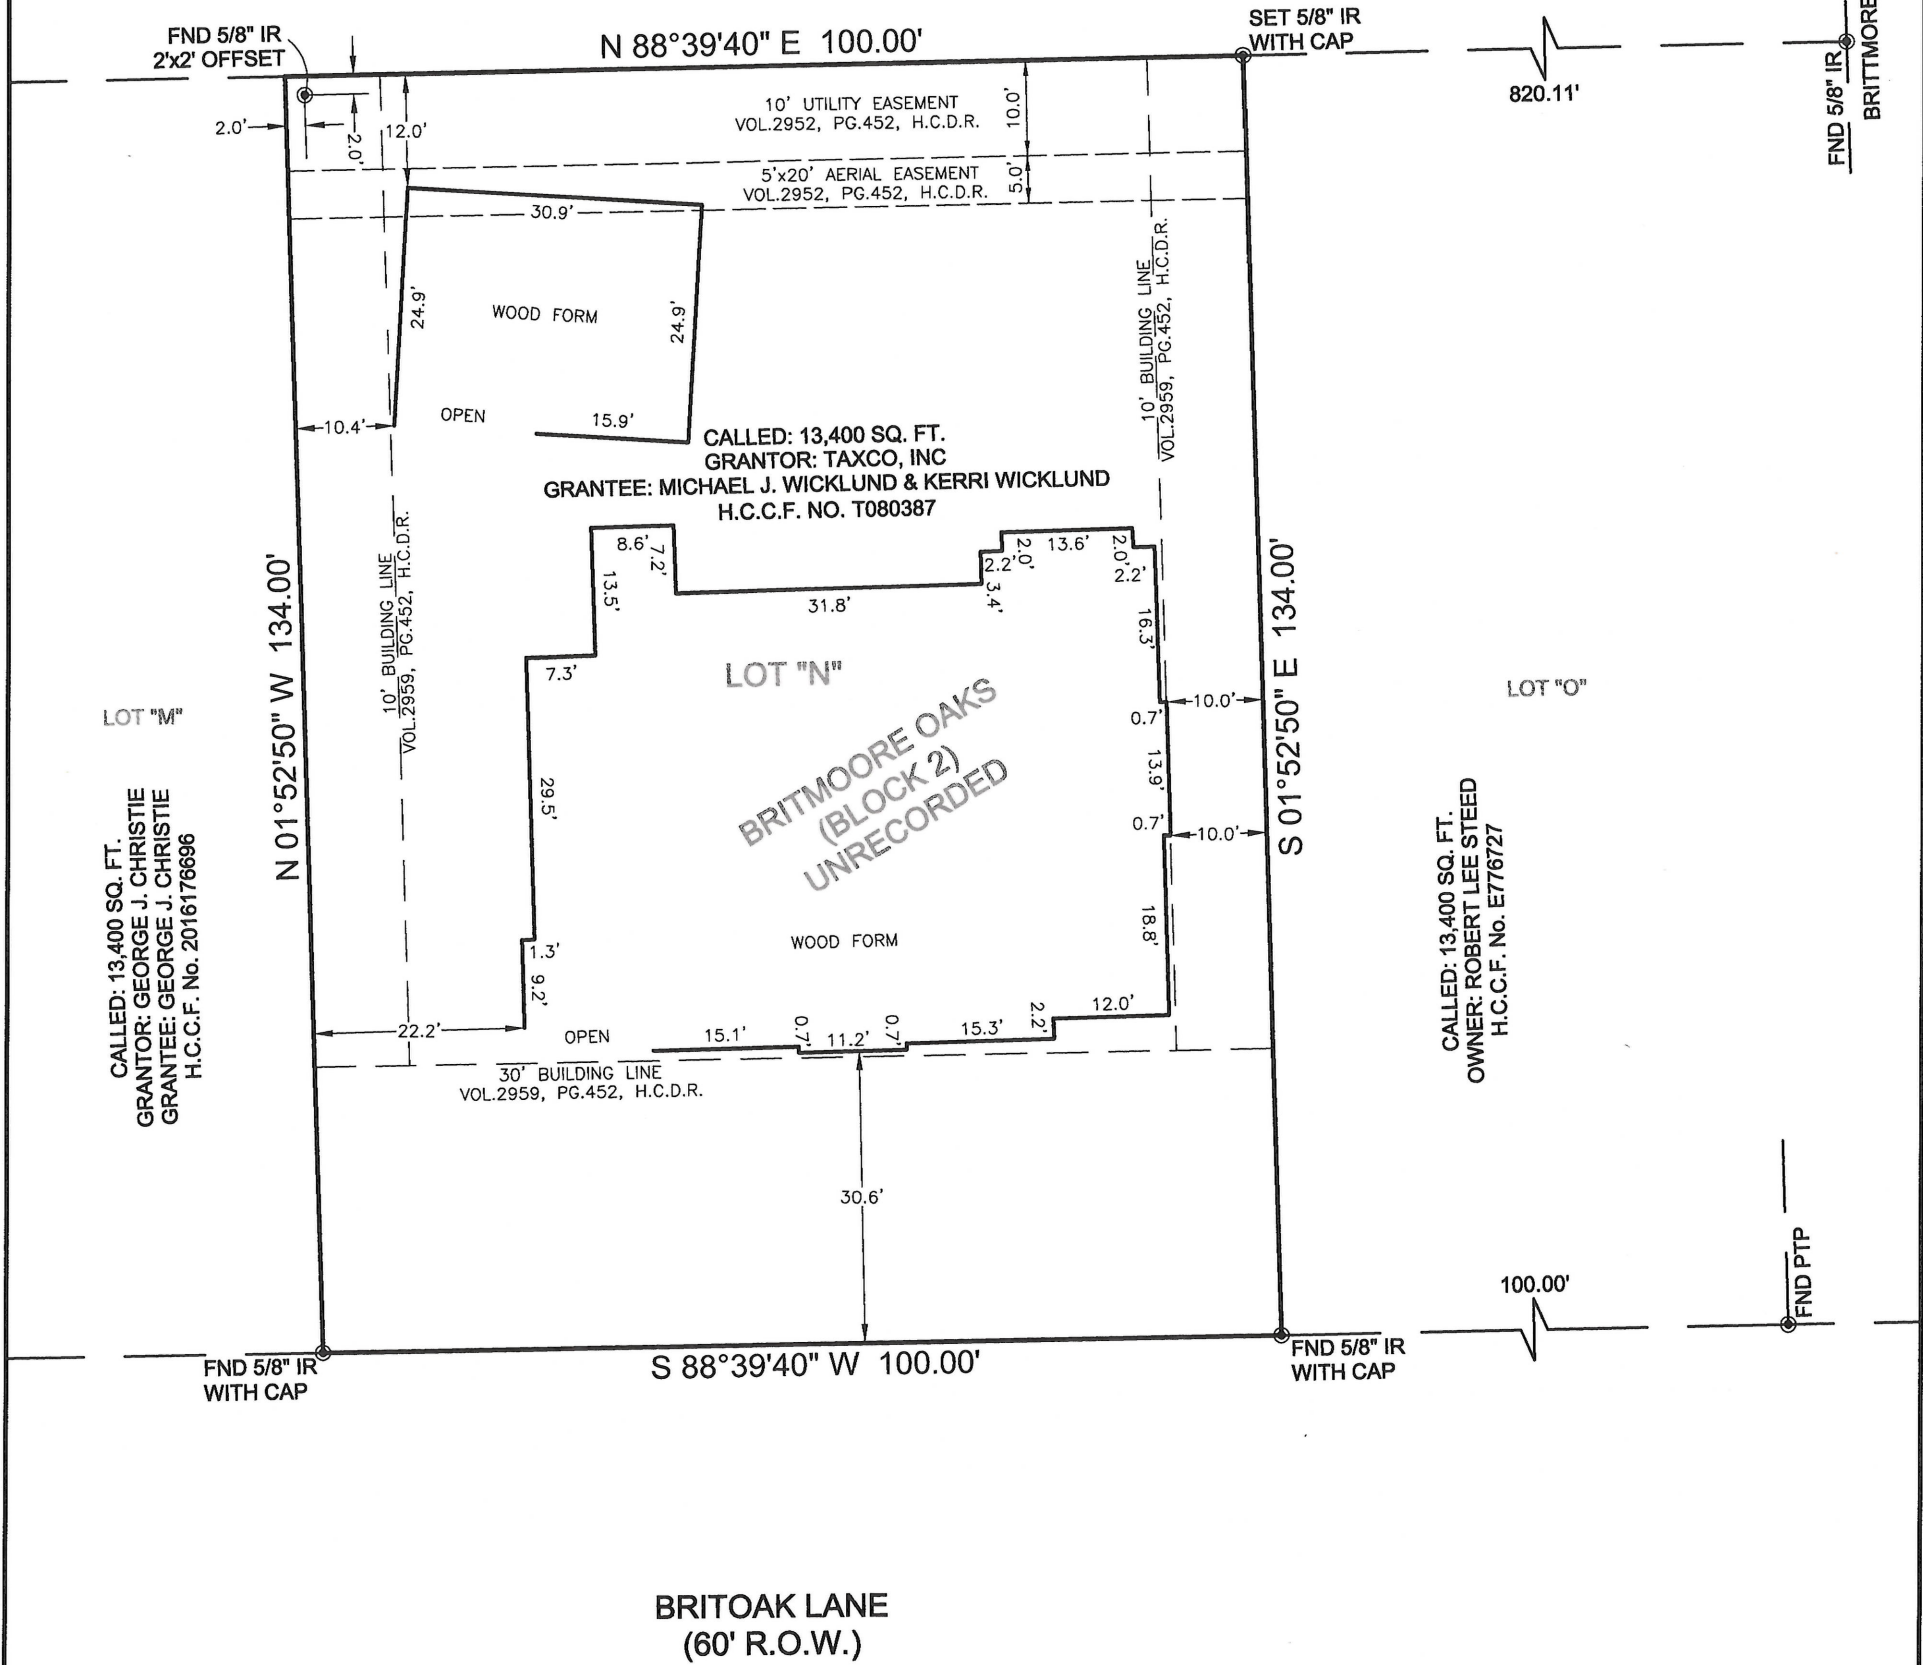 FND 5/8" IR
2'x2' OFFSET
N 88°39'40" E 100.00'
SET 5/8" IR
WITH CAP
820.11'
FND 5/8" IR
BRITTMOORE
2.0'
2.0'
12.0'
10' UTILITY EASEMENT
VOL.2952, PG.452, H.C.D.R.
10.0'
5'x20' AERIAL EASEMENT
VOL.2952, PG.452, H.C.D.R.
5.0'
30.9'
24.9'
WOOD FORM
24.9'
10' BUILDING LINE
VOL.2959, PG.452, H.C.D.R.
10.4'
OPEN
15.9'
CALLED: 13,400 SQ. FT.
GRANTOR: TAXCO, INC
GRANTEE: MICHAEL J. WICKLUND & KERRI WICKLUND
H.C.C.F. NO. T080387
8.6'
7.2'
13.5'
31.8'
3.4'
2.2'
2.0'
13.6'
2.0'
2.2'
16.3'
N 01°52'50" W 134.00'
10' BUILDING LINE
VOL.2959, PG.452, H.C.D.R.
7.3'
LOT "N"
BRITMOORE OAKS
(BLOCK 2)
UNRECORDED
10.0'
0.7'
13.9'
0.7'
10.0'
S 01°52'50" E 134.00'
LOT "M"
CALLED: 13,400 SQ. FT.
GRANTOR: GEORGE J. CHRISTIE
GRANTEE: GEORGE J. CHRISTIE
H.C.C.F. No. 2016176696
LOT "O"
CALLED: 13,400 SQ. FT.
OWNER: ROBERT LEE STEED
H.C.C.F. No. E776727
29.5'
18.8'
WOOD FORM
1.3'
9.2'
22.2'
OPEN
15.1'
0.7'
11.2'
0.7'
15.3'
2.2'
12.0'
30' BUILDING LINE
VOL.2959, PG.452, H.C.D.R.
30.6'
100.00'
FND PTP
FND 5/8" IR
WITH CAP
S 88°39'40" W 100.00'
FND 5/8" IR
WITH CAP
BRITOAK LANE
(60' R.O.W.)